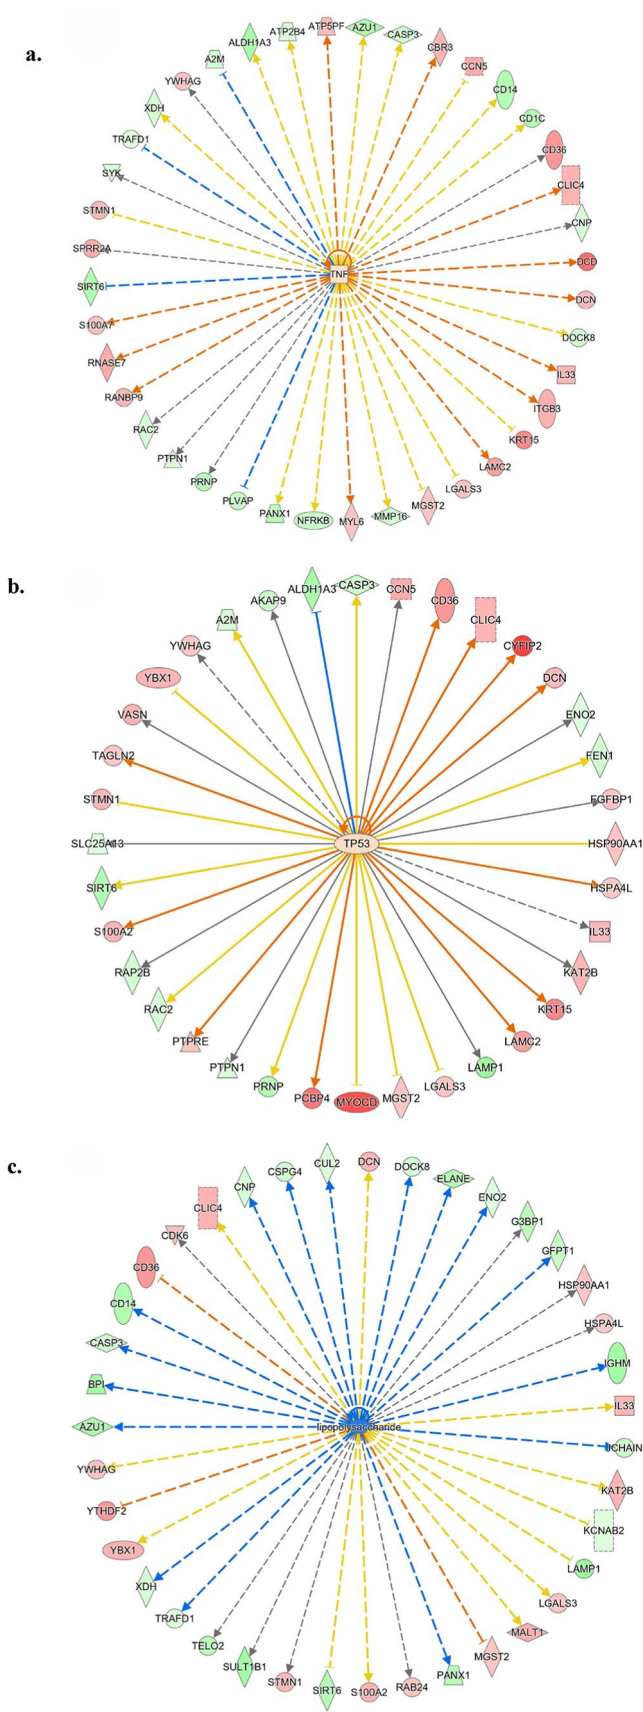 a.
ATP5PF
AZU1
CASP3
CBR3
CCN5
CD14
CD1C
CD36
CLIC4
CNP
DCD
DCN
DOCK8
IL33
ITGB3
KRT15
LAMC2
LGALS3
MGST2
MMP16
MYL6
NFRKB
PANX1
PLVAP
PRNP
PTPN1
RAC2
RANBP9
RNASE7
S100A7
SIRT6
SPRR2A
STMN1
SYK
TRAFD1
XDH
YWHAG
A2M
ALDH1A3
ATP2B4
TNF
b.
CASP3
CCN5
CD36
CLIC4
CYFIP2
DCN
ENO2
FEN1
FGFBP1
HSP90AA1
HSPA4L
IL33
KAT2B
KRT15
LAMC2
LAMP1
LGALS3
MGST2
MYOCD
PCBP4
PRNP
PTPN1
PTPRE
RAC2
RAP2B
S100A2
SIRT6
SLC25A13
STMN1
TAGLN2
VASN
YBX1
YWHAG
A2M
AKAP9
ALDH1A3
TP53
c.
DCN
DOCK8
ELANE
ENO2
G3BP1
GFPT1
HSP90AA1
HSPA4L
IGHM
IL33
JCHAIN
KAT2B
KCNAB2
LAMP1
LGALS3
MALT1
MGST2
PANX1
RAB24
S100A2
SIRT6
STMN1
SULT1B1
TELO2
TRAFD1
XDH
YBX1
YTHDF2
YWHAG
AZU1
BPI
CASP3
CD14
CD36
CDK6
CLIC4
CNP
CSPG4
CUL2
lipopolysaccharide